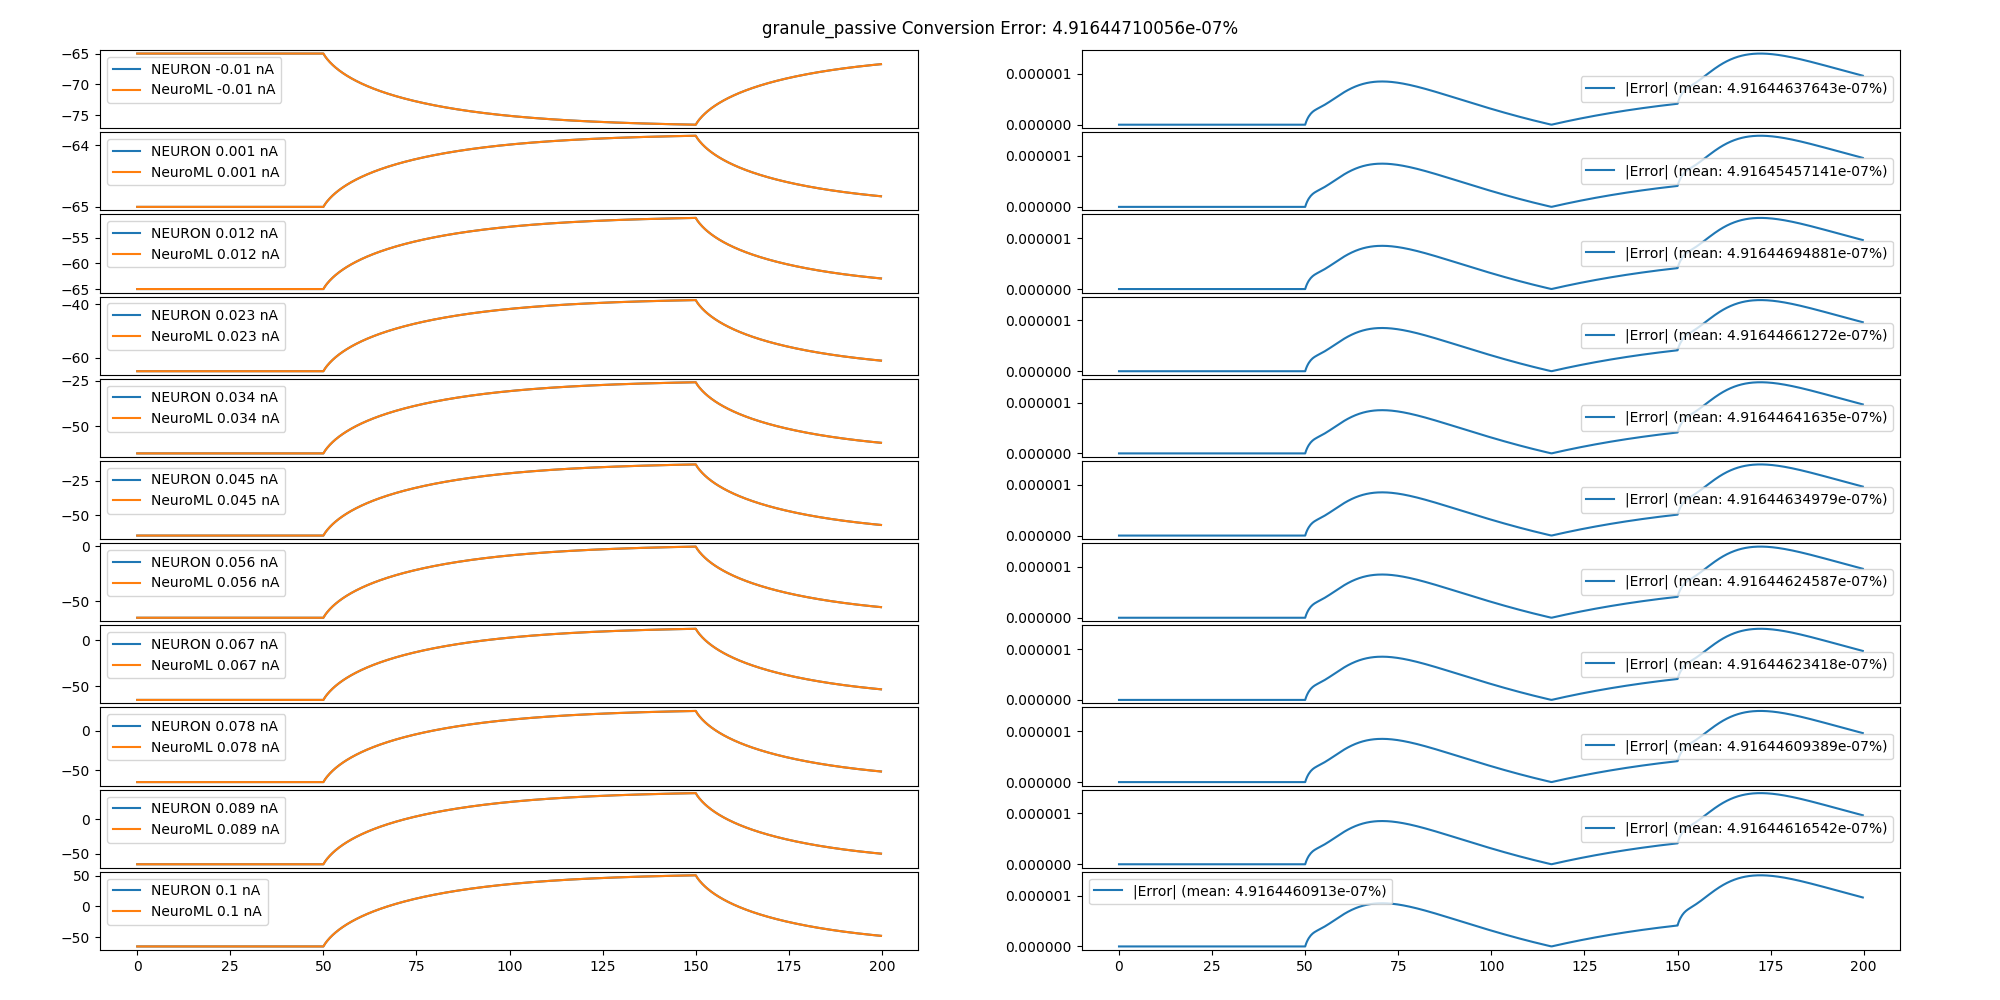 granule_passive Conversion Error: 4.91644710056e-07%
−65
−70
−75
NEURON -0.01 nA
NeuroML -0.01 nA
0.000001
0.000000
|Error| (mean: 4.91644637643e-07%)
−64
−65
NEURON 0.001 nA
NeuroML 0.001 nA
0.000001
0.000000
|Error| (mean: 4.91645457141e-07%)
−55
−60
−65
NEURON 0.012 nA
NeuroML 0.012 nA
0.000001
0.000000
|Error| (mean: 4.91644694881e-07%)
−40
−60
NEURON 0.023 nA
NeuroML 0.023 nA
0.000001
0.000000
|Error| (mean: 4.91644661272e-07%)
−25
−50
NEURON 0.034 nA
NeuroML 0.034 nA
0.000001
0.000000
|Error| (mean: 4.91644641635e-07%)
−25
−50
NEURON 0.045 nA
NeuroML 0.045 nA
0.000001
0.000000
|Error| (mean: 4.91644634979e-07%)
0
−50
NEURON 0.056 nA
NeuroML 0.056 nA
0.000001
0.000000
|Error| (mean: 4.91644624587e-07%)
0
−50
NEURON 0.067 nA
NeuroML 0.067 nA
0.000001
0.000000
|Error| (mean: 4.91644623418e-07%)
0
−50
NEURON 0.078 nA
NeuroML 0.078 nA
0.000001
0.000000
|Error| (mean: 4.91644609389e-07%)
0
−50
NEURON 0.089 nA
NeuroML 0.089 nA
0.000001
0.000000
|Error| (mean: 4.91644616542e-07%)
50
0
−50
NEURON 0.1 nA
NeuroML 0.1 nA
0.000001
0.000000
|Error| (mean: 4.9164460913e-07%)
0 25 50 75 100 125 150 175 200
0 25 50 75 100 125 150 175 200